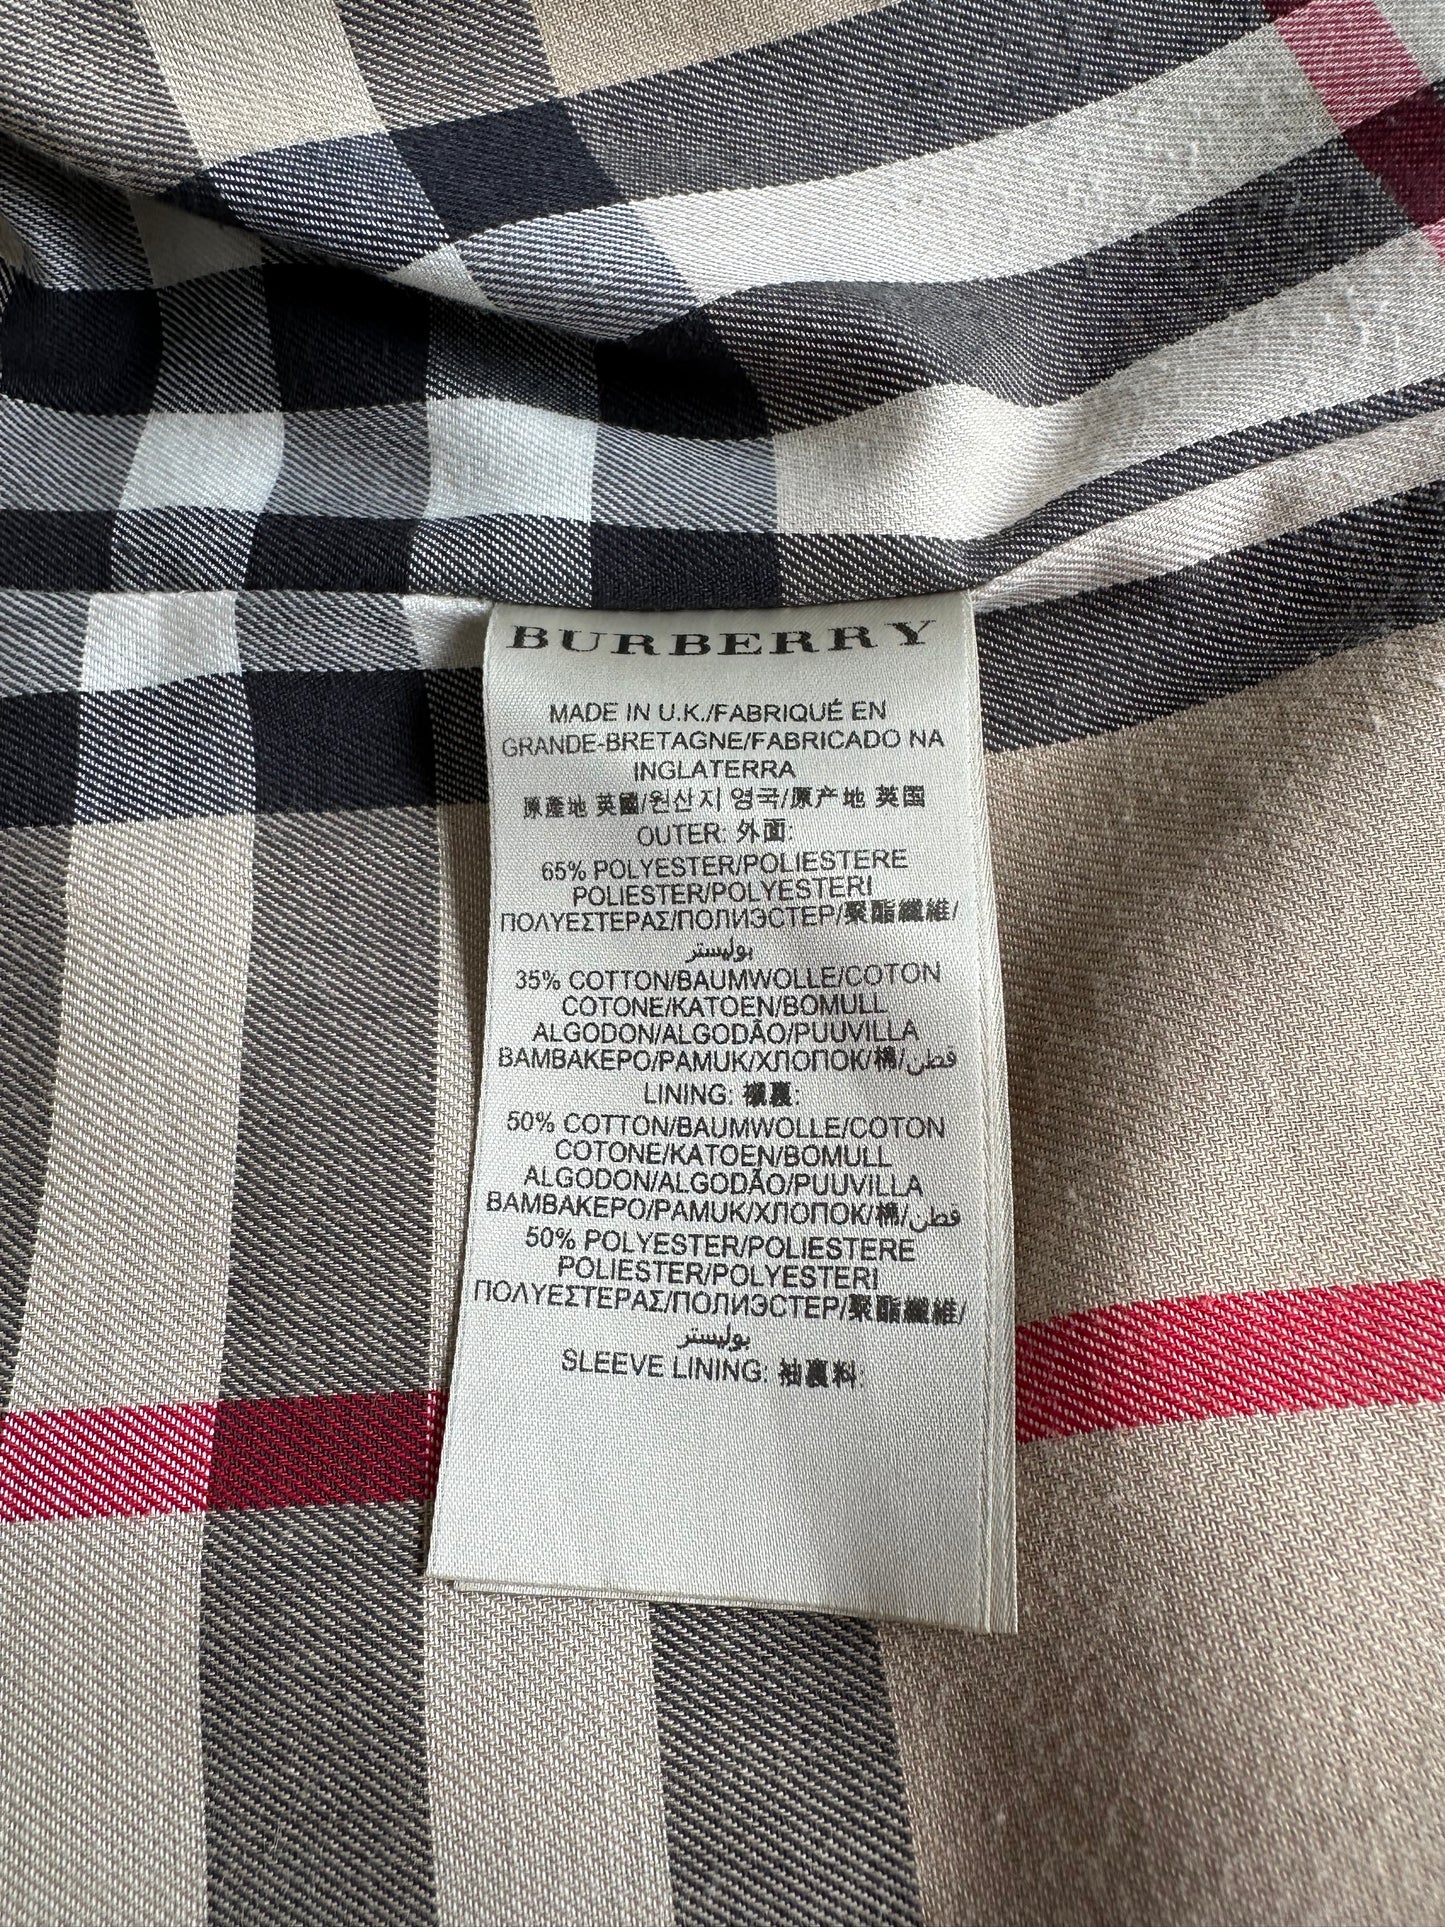 BURBERRY
MADE IN U.K./FABRIQUÉ EN
GRANDE-BRETAGNE/FABRICADO NA
INGLATERRA
原產地 英國/원산지 영국/原产地 英国
OUTER: 外面:
65% POLYESTER/POLIESTERE
POLIESTER/POLYESTERI
ΠΟΛΥΕΣΤΕΡΑΣ/ПОЛИЭСТЕР/聚酯纖維/
بوليستر
35% COTTON/BAUMWOLLE/COTON
COTONE/KATOEN/BOMULL
ALGODON/ALGODÃO/PUUVILLA
ΒΑΜΒΑΚΕΡΟ/PAMUK/ХЛОПОК/棉/قطن
LINING: 襯裏:
50% COTTON/BAUMWOLLE/COTON
COTONE/KATOEN/BOMULL
ALGODON/ALGODÃO/PUUVILLA
ΒΑΜΒΑΚΕΡΟ/PAMUK/ХЛОПОК/棉/قطن
50% POLYESTER/POLIESTERE
POLIESTER/POLYESTERI
ΠΟΛΥΕΣΤΕΡΑΣ/ПОЛИЭСТЕР/聚酯纖維/
بوليستر
SLEEVE LINING: 袖裏料: